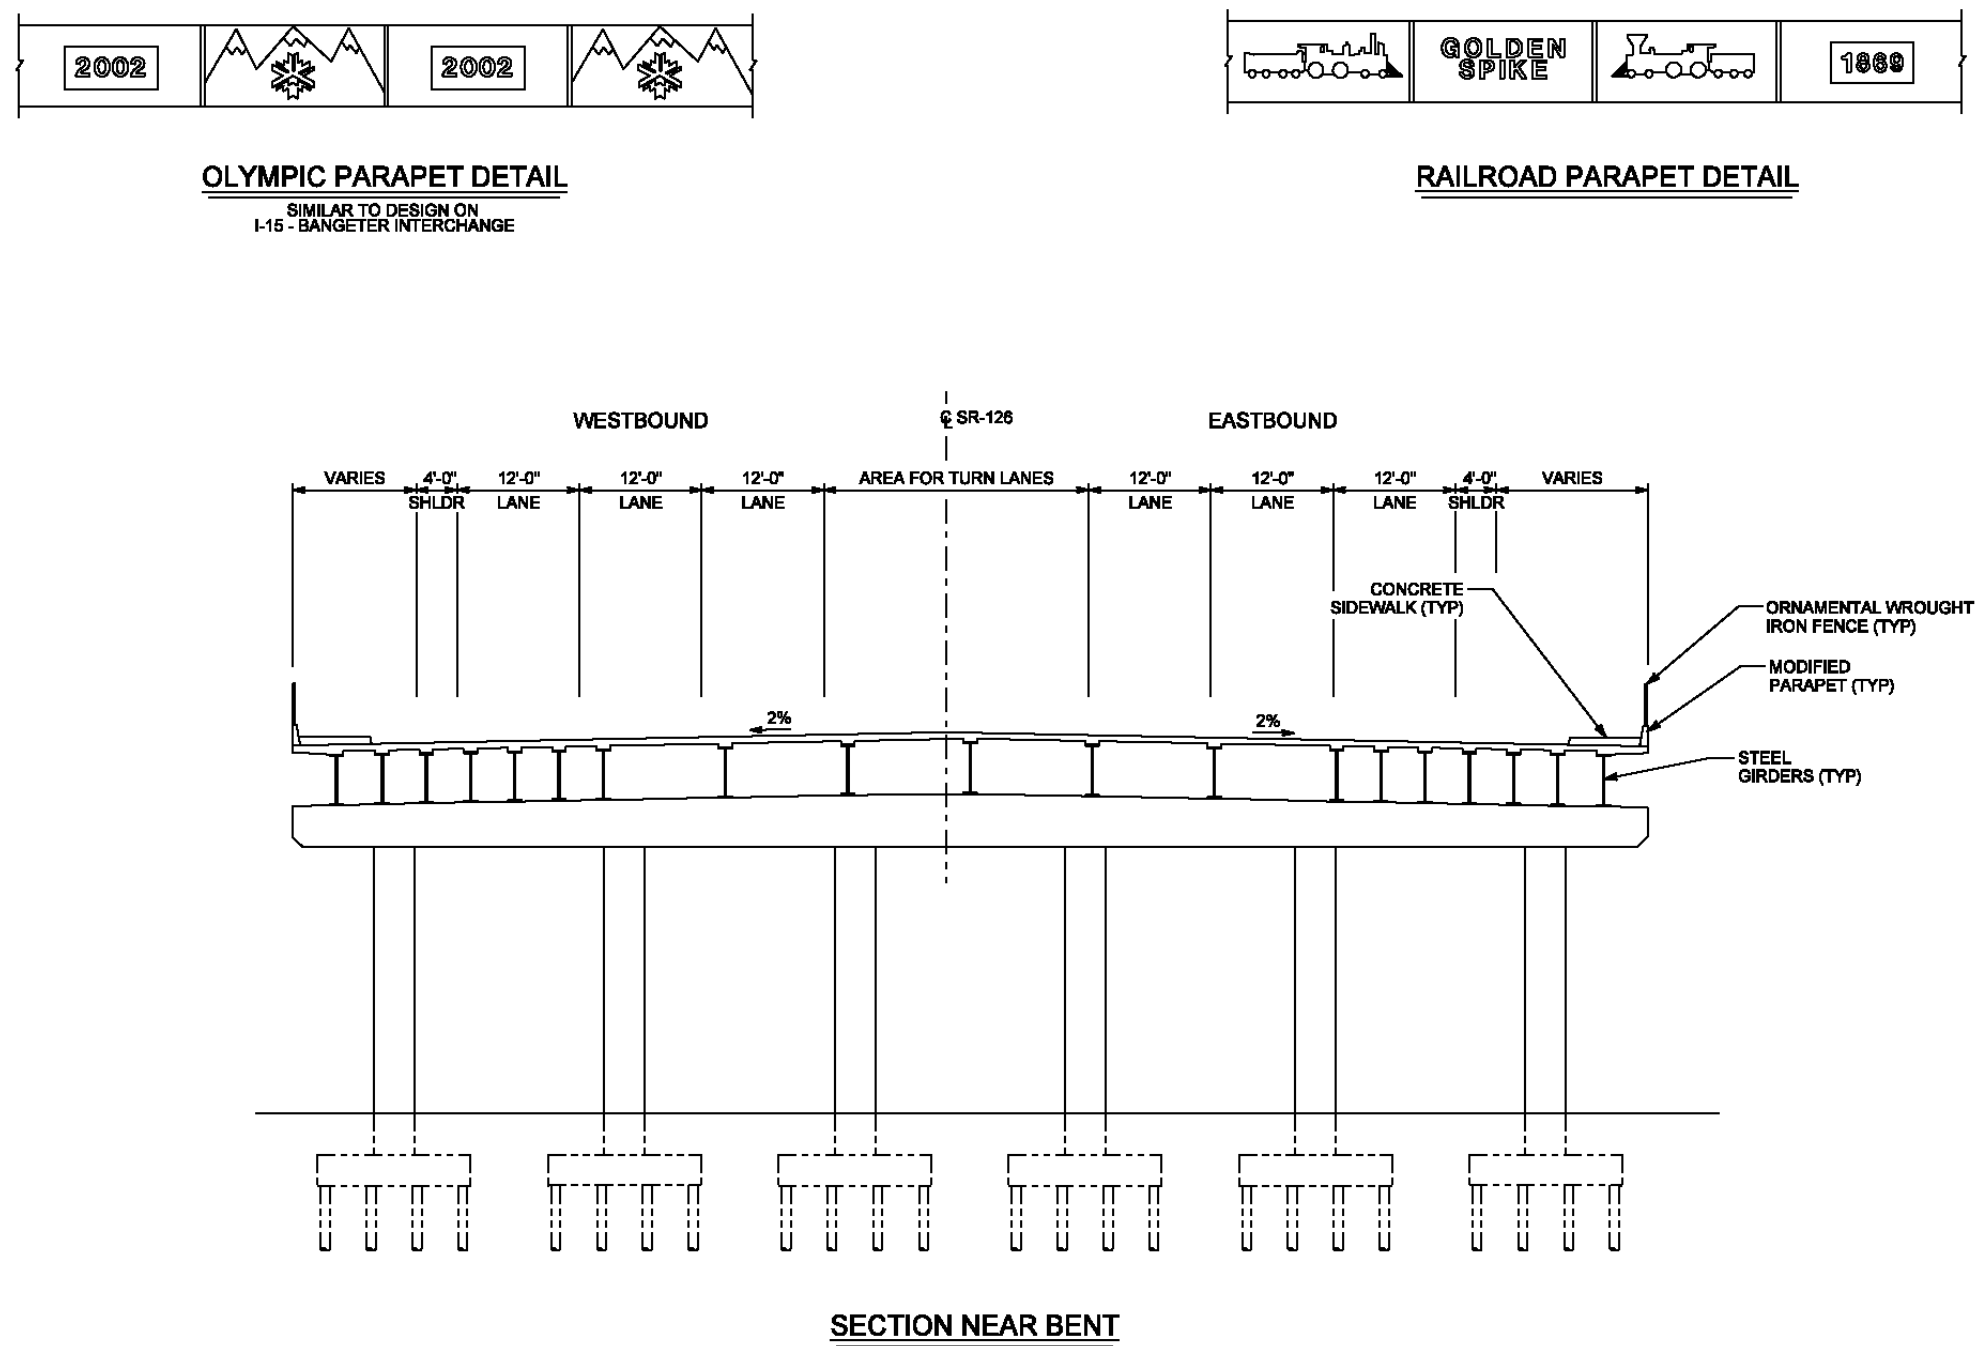 2002
2002
GOLDEN
SPIKE
1869
OLYMPIC PARAPET DETAIL
SIMILAR TO DESIGN ON
I-15 - BANGETER INTERCHANGE
RAILROAD PARAPET DETAIL
WESTBOUND
℄ SR-126
EASTBOUND
VARIES 4'-0" 12'-0" 12'-0" 12'-0" AREA FOR TURN LANES 12'-0" 12'-0" 12'-0" 4'-0" VARIES
SHLDR LANE LANE LANE LANE LANE LANE SHLDR
CONCRETE
SIDEWALK (TYP)
ORNAMENTAL WROUGHT
IRON FENCE (TYP)
MODIFIED
PARAPET (TYP)
2%
2%
STEEL
GIRDERS (TYP)
SECTION NEAR BENT